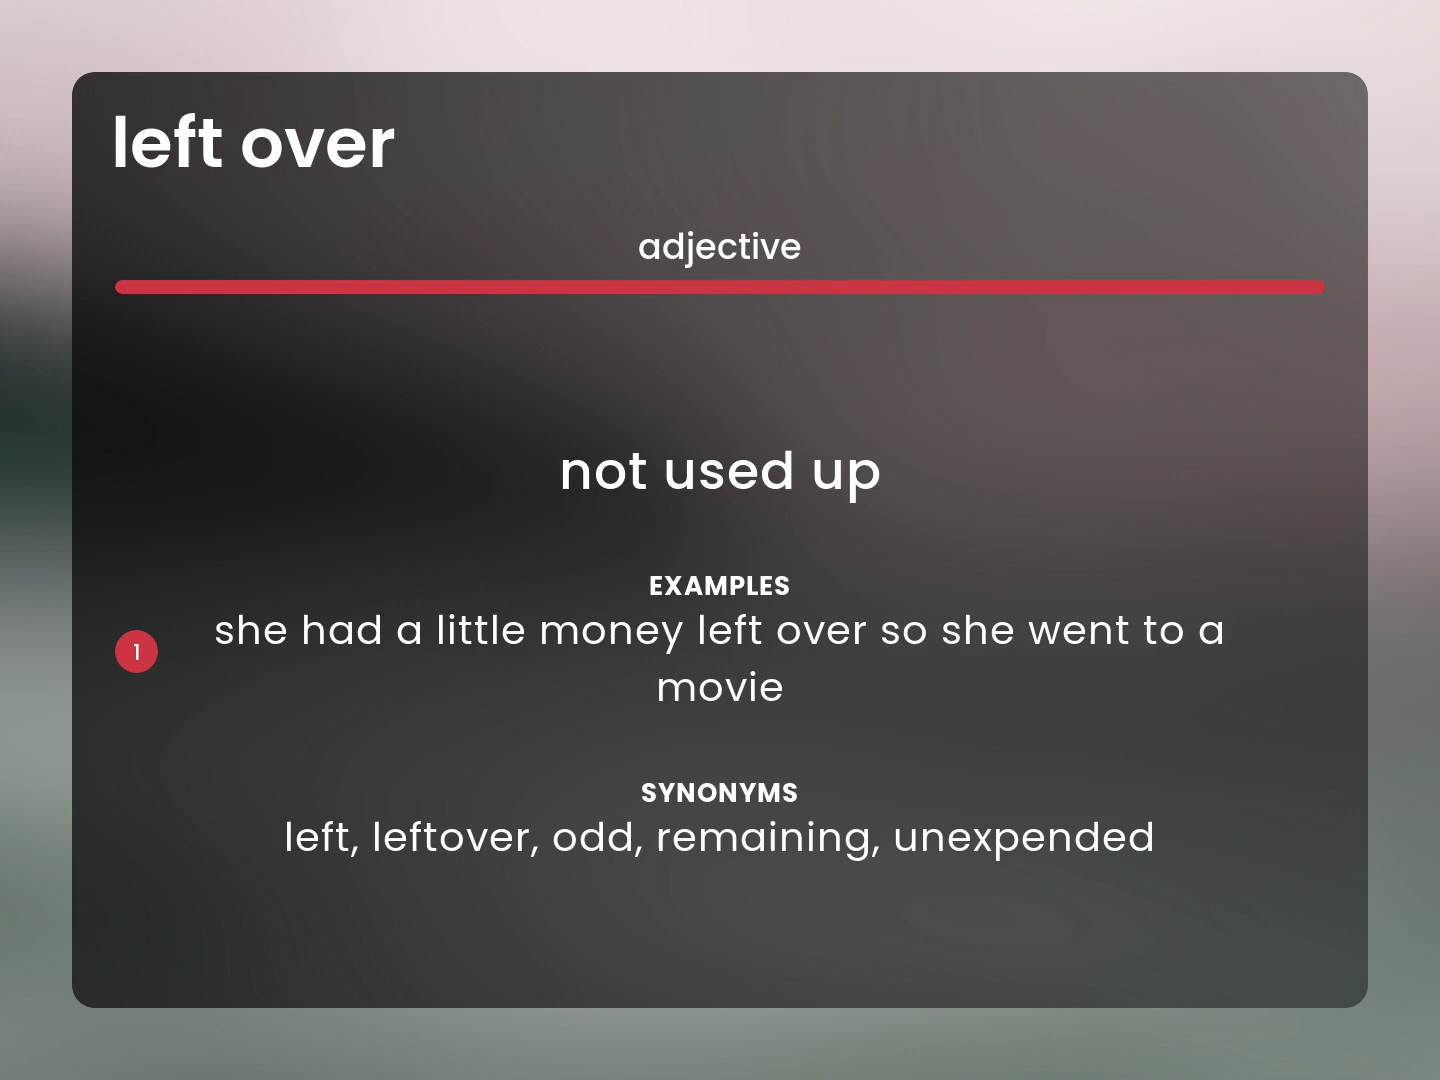 left over
adjective
not used up
EXAMPLES
1
she had a little money left over so she went to a
movie
SYNONYMS
left, leftover, odd, remaining, unexpended